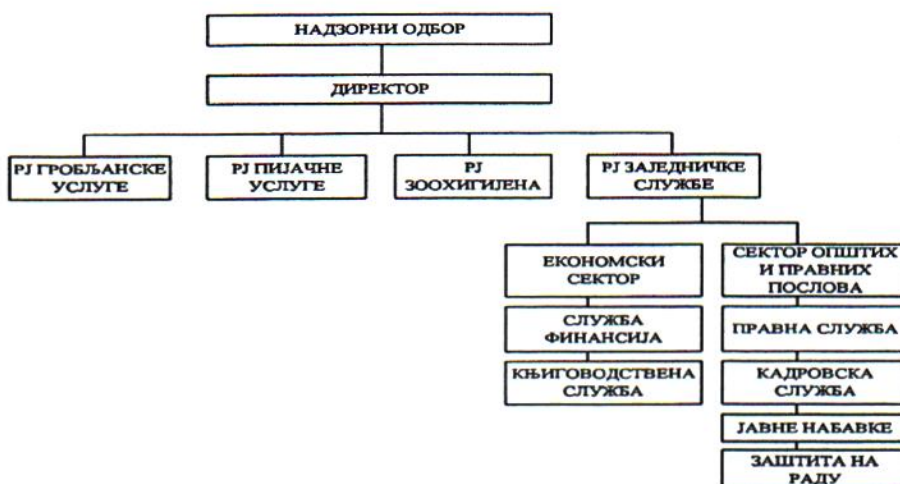 НАДЗОРНИ ОДБОР
ДИРЕКТОР
РЈ ГРОБЉАНСКЕ
УСЛУГЕ
РЈ ПИЈАЧНЕ
УСЛУГЕ
РЈ
ЗООХИГИЈЕНА
РЈ ЗАЈЕДНИЧКЕ
СЛУЖБЕ
ЕКОНОМСКИ
СЕКТОР
СЛУЖБА
ФИНАНСИЈА
КЊИГОВОДСТВЕНА
СЛУЖБА
СЕКТОР ОПШТИХ
И ПРАВНИХ
ПОСЛОВА
ПРАВНА СЛУЖБА
КАДРОВСКА
СЛУЖБА
ЈАВНЕ НАБАВКЕ
ЗАШТИТА НА
РАДУ